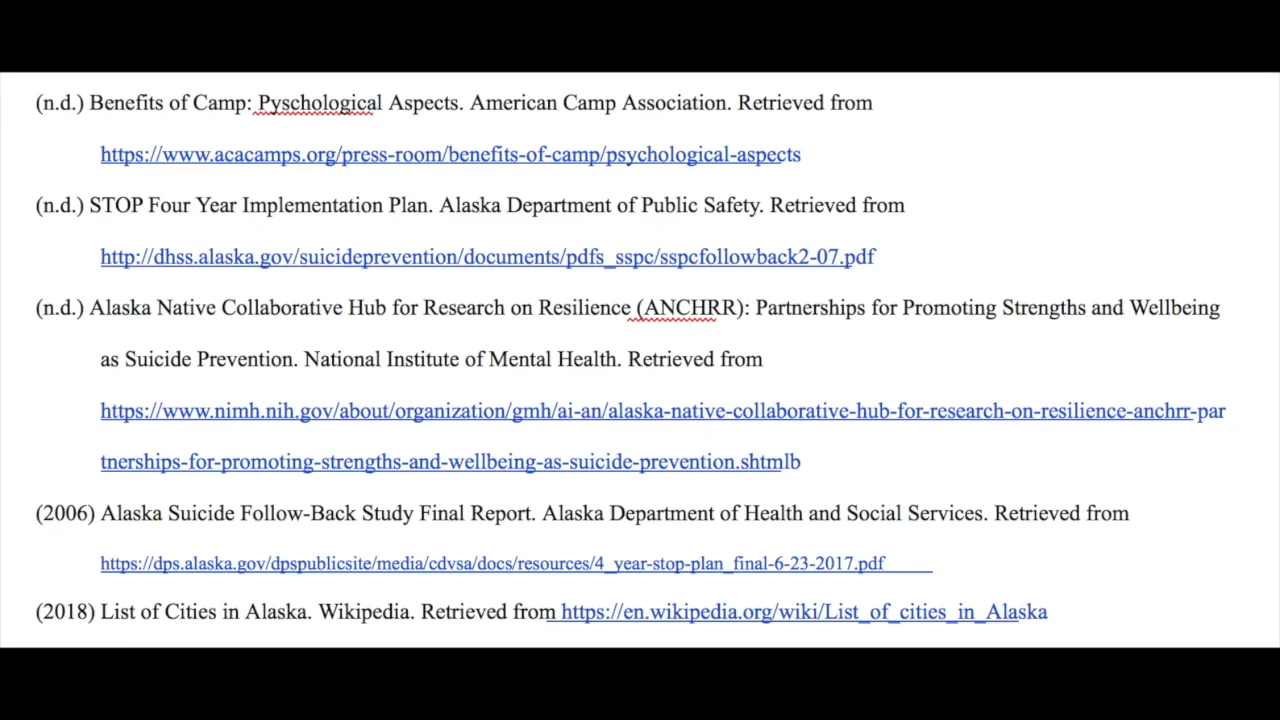 (n.d.) Benefits of Camp: Pyschological Aspects. American Camp Association. Retrieved from
https://www.acacamps.org/press-room/benefits-of-camp/psychological-aspects
(n.d.) STOP Four Year Implementation Plan. Alaska Department of Public Safety. Retrieved from
http://dhss.alaska.gov/suicideprevention/documents/pdfs_sspc/sspcfollowback2-07.pdf
(n.d.) Alaska Native Collaborative Hub for Research on Resilience (ANCHRR): Partnerships for Promoting Strengths and Wellbeing
as Suicide Prevention. National Institute of Mental Health. Retrieved from
https://www.nimh.nih.gov/about/organization/gmh/ai-an/alaska-native-collaborative-hub-for-research-on-resilience-anchrr-par
tnerships-for-promoting-strengths-and-wellbeing-as-suicide-prevention.shtmlb
(2006) Alaska Suicide Follow-Back Study Final Report. Alaska Department of Health and Social Services. Retrieved from
https://dps.alaska.gov/dpspublicsite/media/cdvsa/docs/resources/4_year-stop-plan_final-6-23-2017.pdf
(2018) List of Cities in Alaska. Wikipedia. Retrieved from https://en.wikipedia.org/wiki/List_of_cities_in_Alaska